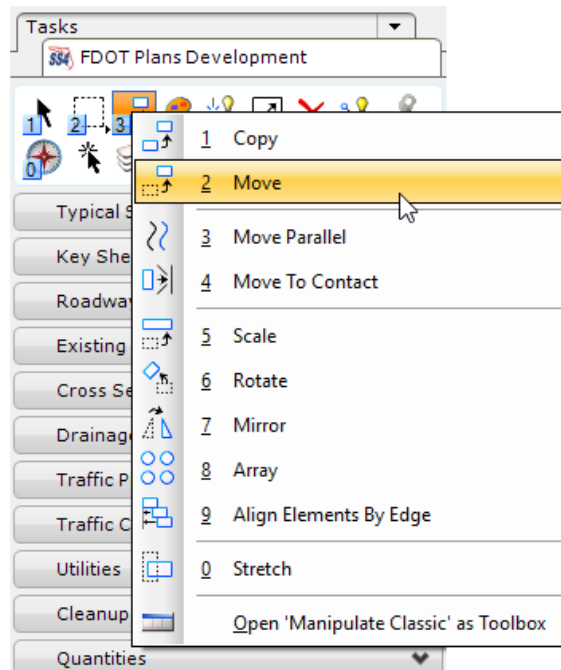 Tasks
SS4 FDOT Plans Development
1 2 3
0
1 Copy
2 Move
Typical S
3 Move Parallel
Key She
4 Move To Contact
Roadway
5 Scale
Existing
6 Rotate
Cross Se
7 Mirror
Drainag
8 Array
Traffic P
9 Align Elements By Edge
Traffic C
0 Stretch
Utilities
Cleanup
Open 'Manipulate Classic' as Toolbox
Quantities